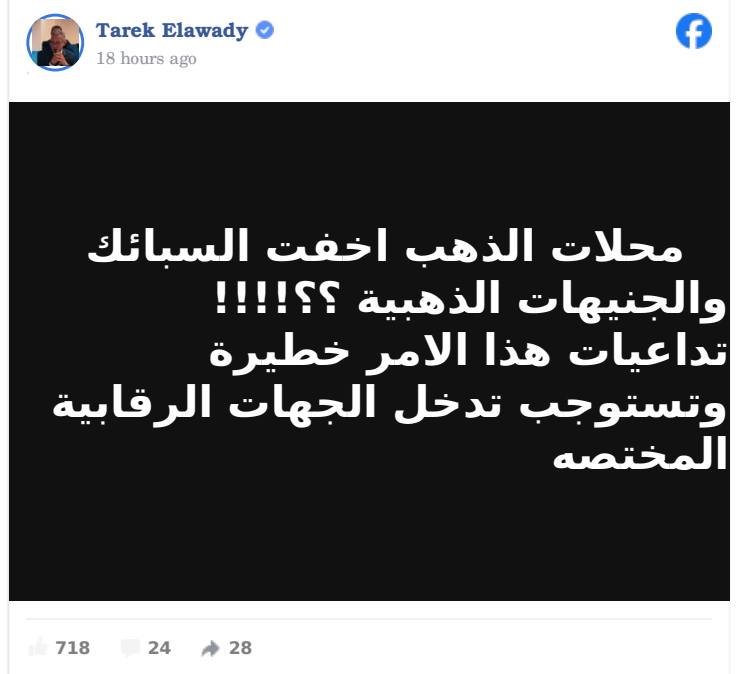 Tarek Elawady
18 hours ago
محلات الذهب اخفت السبائك
والجنيهات الذهبية ؟؟!!!!
تداعيات هذا الامر خطيرة
وتستوجب تدخل الجهات الرقابية
المختصه
718 24 28